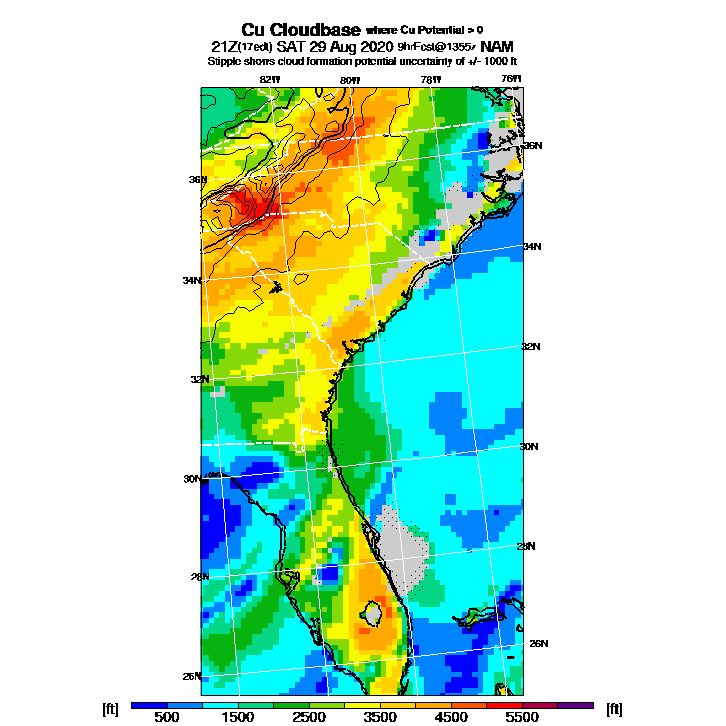 Cu Cloudbase where Cu Potential > 0
21Z(17edt) SAT 29 Aug 2020 9hrFcst@1355z NAM
Stipple shows cloud formation potential uncertainty of +/- 1000 ft
82W 80W 78W 76W
36N
36N
34N
34N
32N
32N
30N
30N
28N
28N
26N
26N
[ft] [ft]
500 1500 2500 3500 4500 5500